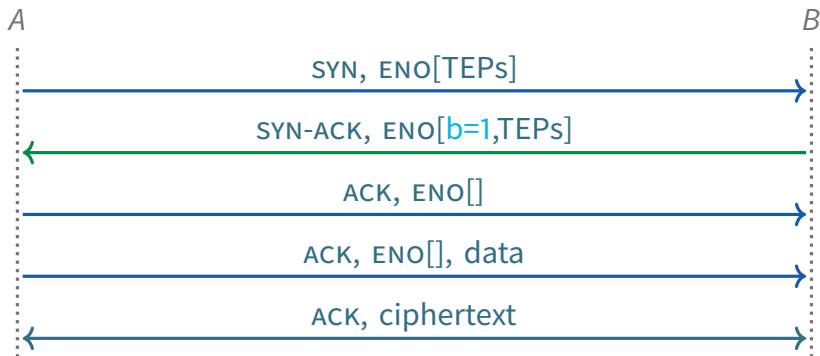 A B
SYN, ENO[TEPs]
SYN-ACK, ENO[b=1,TEPs]
ACK, ENO[]
ACK, ENO[], data
ACK, ciphertext